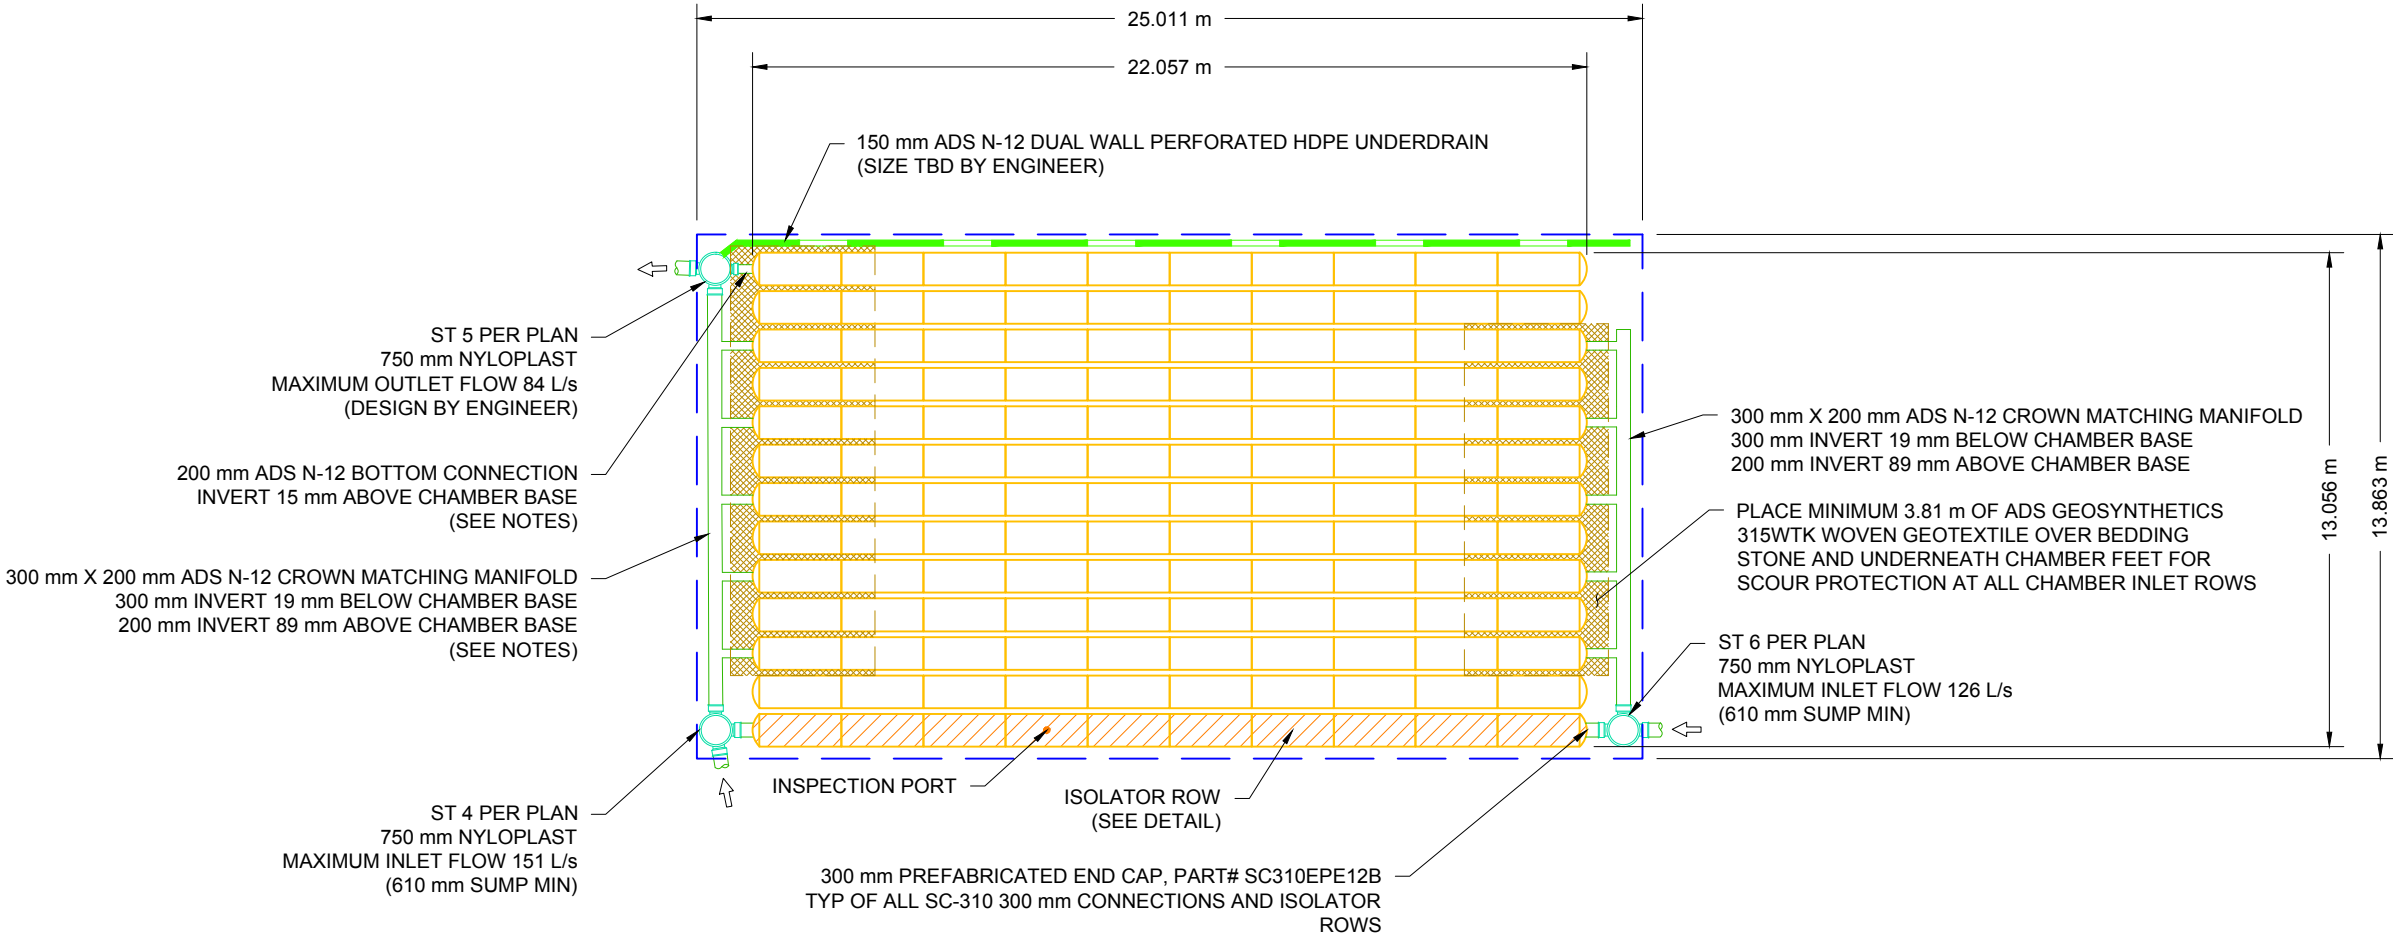 25.011 m
22.057 m
150 mm ADS N-12 DUAL WALL PERFORATED HDPE UNDERDRAIN
(SIZE TBD BY ENGINEER)
ST 5 PER PLAN
750 mm NYLOPLAST
MAXIMUM OUTLET FLOW 84 L/s
(DESIGN BY ENGINEER)
200 mm ADS N-12 BOTTOM CONNECTION
INVERT 15 mm ABOVE CHAMBER BASE
(SEE NOTES)
300 mm X 200 mm ADS N-12 CROWN MATCHING MANIFOLD
300 mm INVERT 19 mm BELOW CHAMBER BASE
200 mm INVERT 89 mm ABOVE CHAMBER BASE
(SEE NOTES)
ST 4 PER PLAN
750 mm NYLOPLAST
MAXIMUM INLET FLOW 151 L/s
(610 mm SUMP MIN)
INSPECTION PORT
ISOLATOR ROW
(SEE DETAIL)
300 mm PREFABRICATED END CAP, PART# SC310EPE12B
TYP OF ALL SC-310 300 mm CONNECTIONS AND ISOLATOR
ROWS
300 mm X 200 mm ADS N-12 CROWN MATCHING MANIFOLD
300 mm INVERT 19 mm BELOW CHAMBER BASE
200 mm INVERT 89 mm ABOVE CHAMBER BASE
PLACE MINIMUM 3.81 m OF ADS GEOSYNTHETICS
315WTK WOVEN GEOTEXTILE OVER BEDDING
STONE AND UNDERNEATH CHAMBER FEET FOR
SCOUR PROTECTION AT ALL CHAMBER INLET ROWS
ST 6 PER PLAN
750 mm NYLOPLAST
MAXIMUM INLET FLOW 126 L/s
(610 mm SUMP MIN)
13.056 m
13.863 m